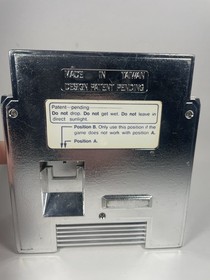 MADE IN TAIWAN
DESIGN PATENT PENDING
Patent - pending
Do not drop. Do not get wet. Do not leave in
direct sunlight.
Position B. Only use this position if the
game does not work with position A.
Position A.